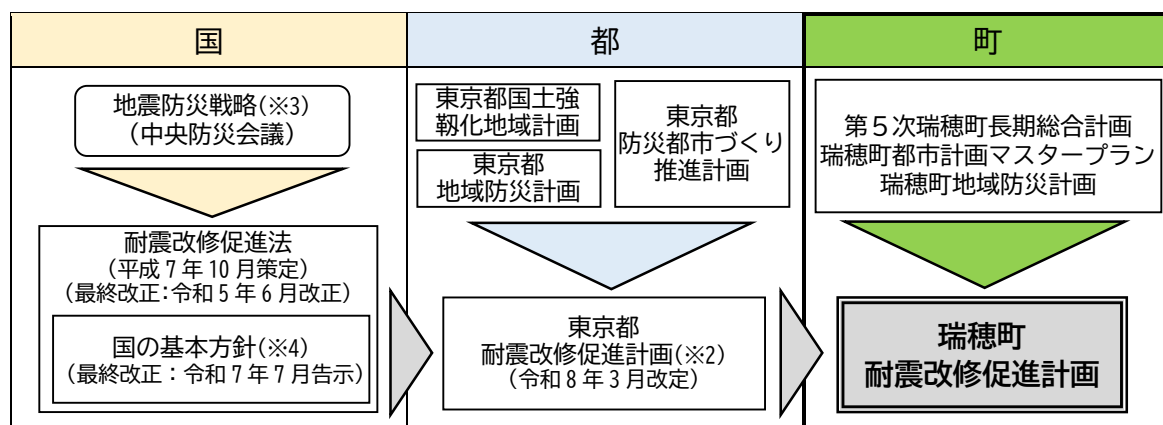 国
都
町
地震防災戦略(※3)
(中央防災会議)
耐震改修促進法
(平成7年10月策定)
(最終改正:令和5年6月改正)
国の基本方針(※4)
(最終改正:令和7年7月告示)
東京都国土強
靱化地域計画
東京都
地域防災計画
東京都
防災都市づくり
推進計画
東京都
耐震改修促進計画(※2)
(令和8年3月改定)
第5次瑞穂町長期総合計画
瑞穂町都市計画マスタープラン
瑞穂町地域防災計画
瑞穂町
耐震改修促進計画